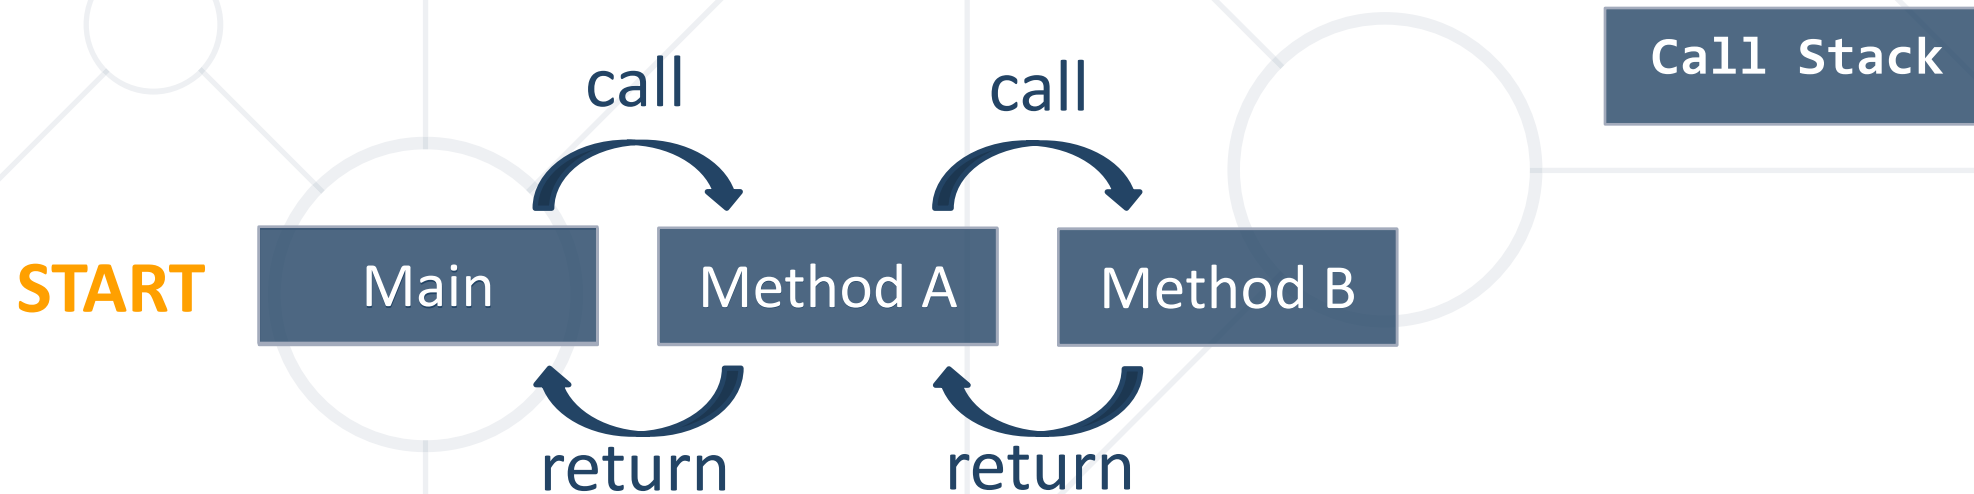 Call Stack
call
call
START
Main
Method A
Method B
return
return